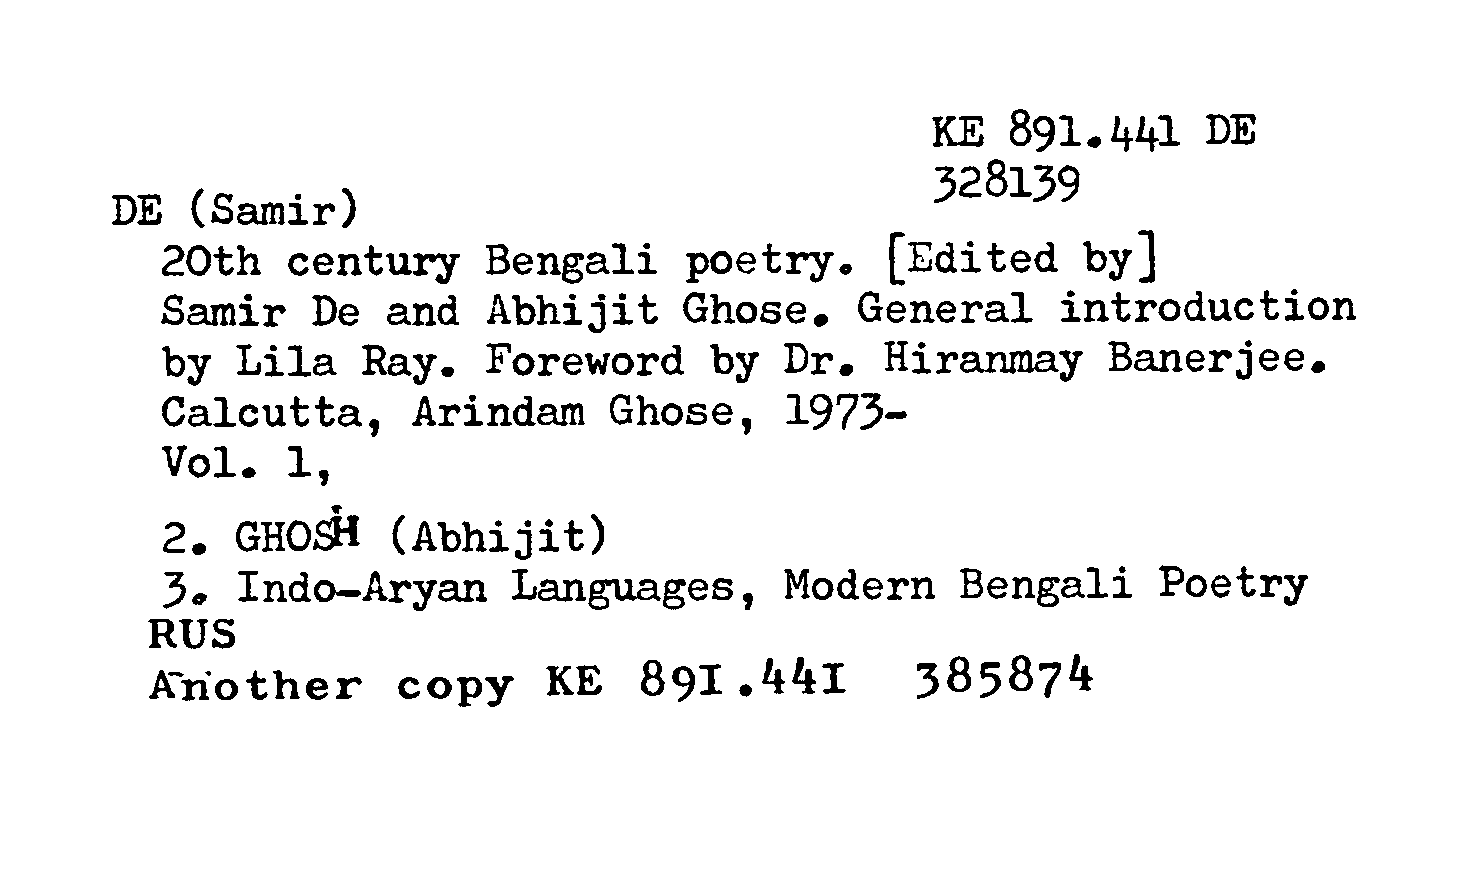 KE 891.441 DE
328139
DE (Samir)
20th century Bengali poetry. [Edited by]
Samir De and Abhijit Ghose. General introduction
by Lila Ray. Foreword by Dr. Hiranmay Banerjee.
Calcutta, Arindam Ghose, 1973-
Vol. 1,
2. GHOSH (Abhijit)
3. Indo-Aryan Languages, Modern Bengali Poetry
RUS
Another copy KE 891.441 385874